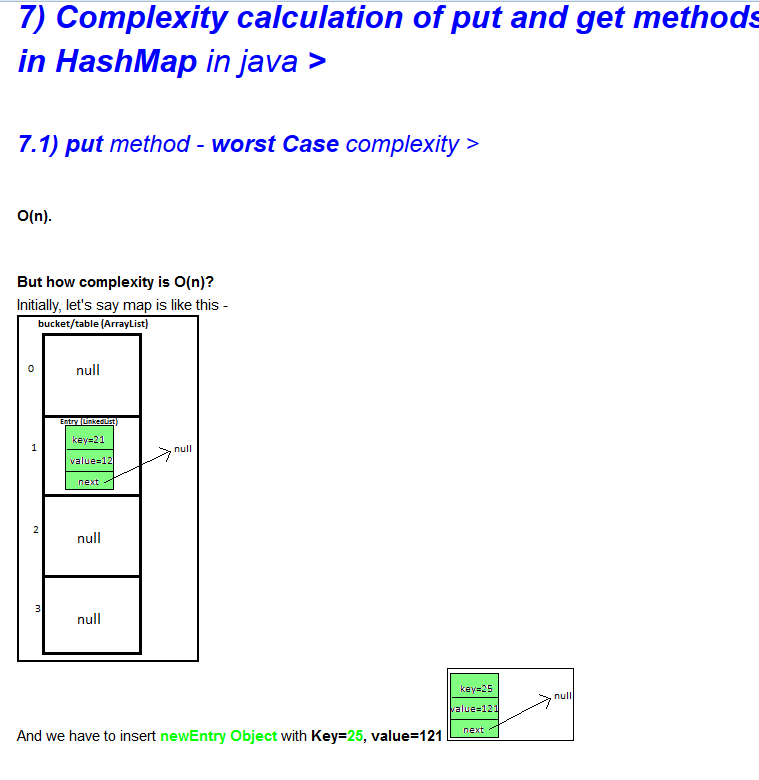 7) Complexity calculation of put and get methods
in HashMap in java >
7.1) put method - worst Case complexity >
O(n).
But how complexity is O(n)?
Initially, let's say map is like this -
bucket/table (ArrayList)
0
null
Entry (LinkedList)
1
key=21
null
value=12
next
2
null
3
null
key=25
null
value=121
next
And we have to insert newEntry Object with Key=25, value=121